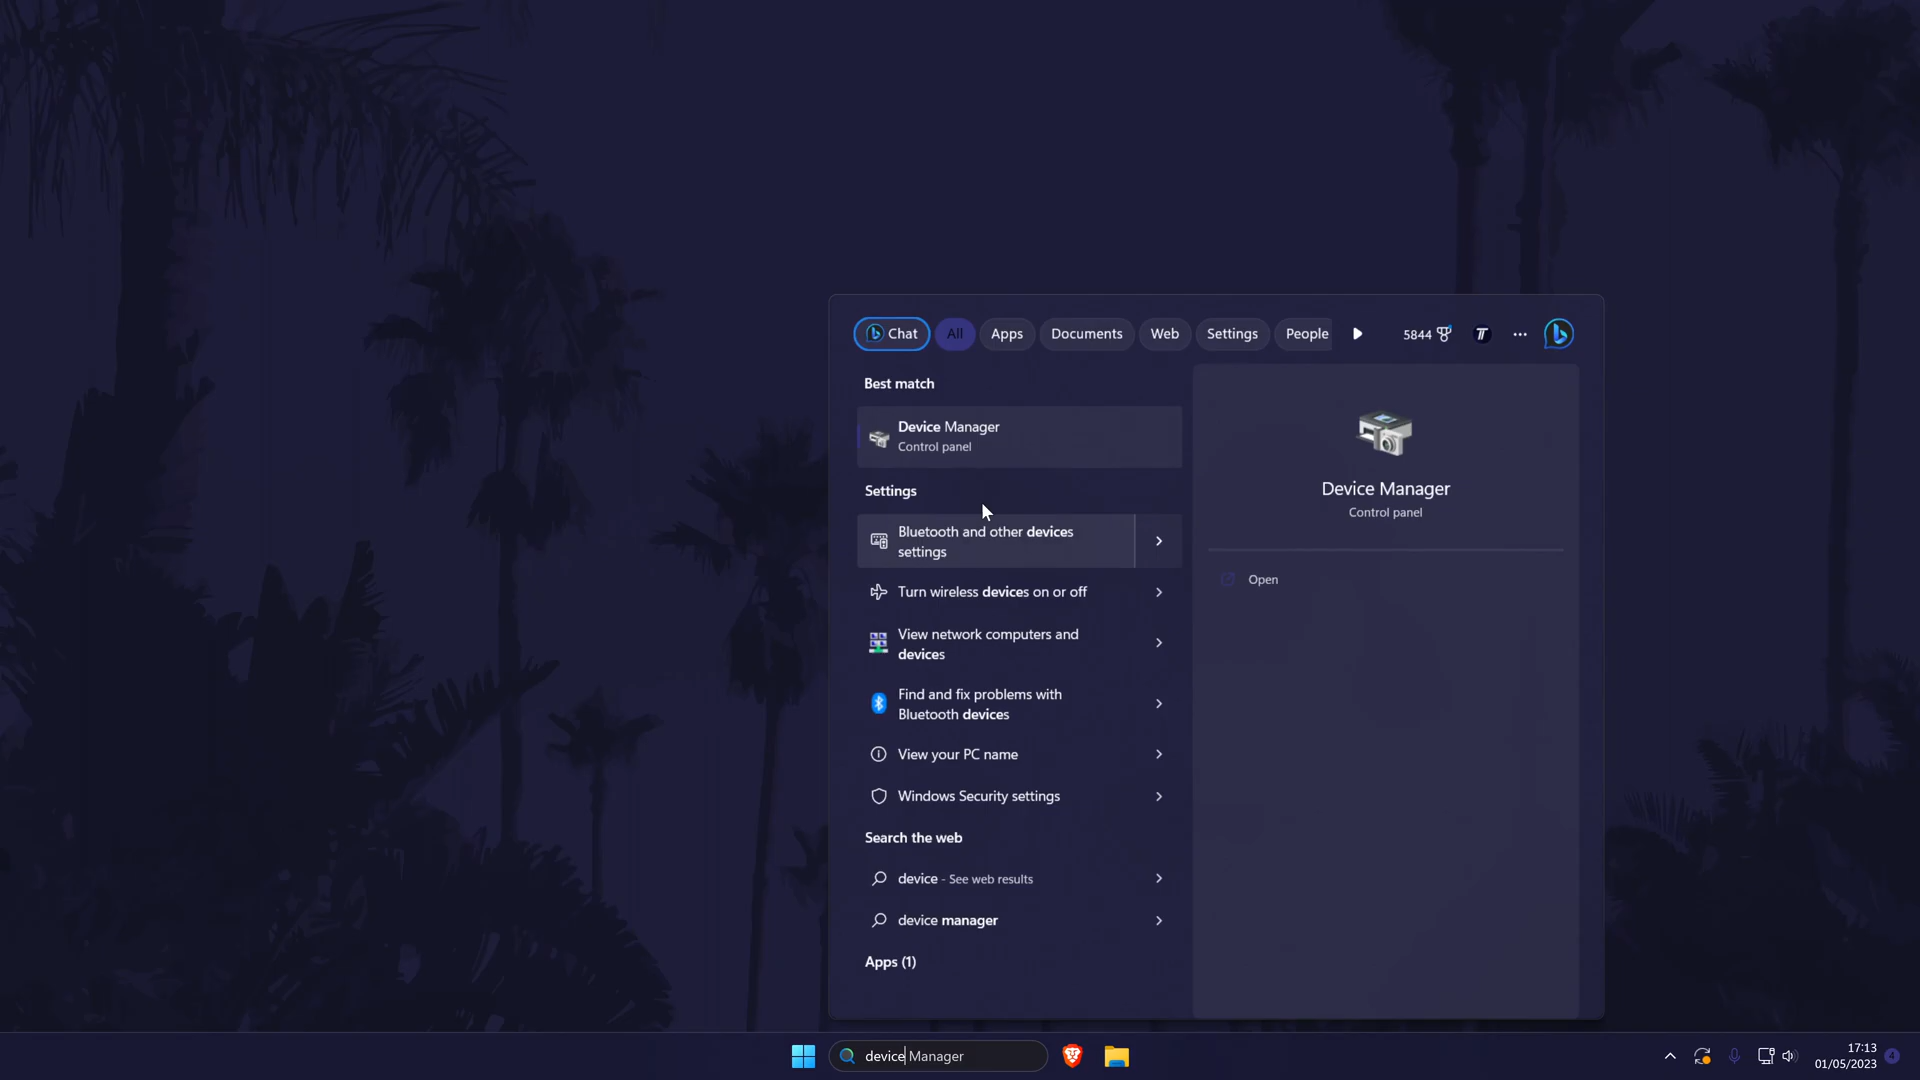 Chat All Apps Documents Web Settings People 5844
Best match
Device Manager
Control panel
Settings
Bluetooth and other devices
settings
Turn wireless devices on or off
View network computers and
devices
Find and fix problems with
Bluetooth devices
View your PC name
Windows Security settings
Search the web
device - See web results
device manager
Apps (1)
Device Manager
Control panel
Open
device Manager
17:13
01/05/2023
4